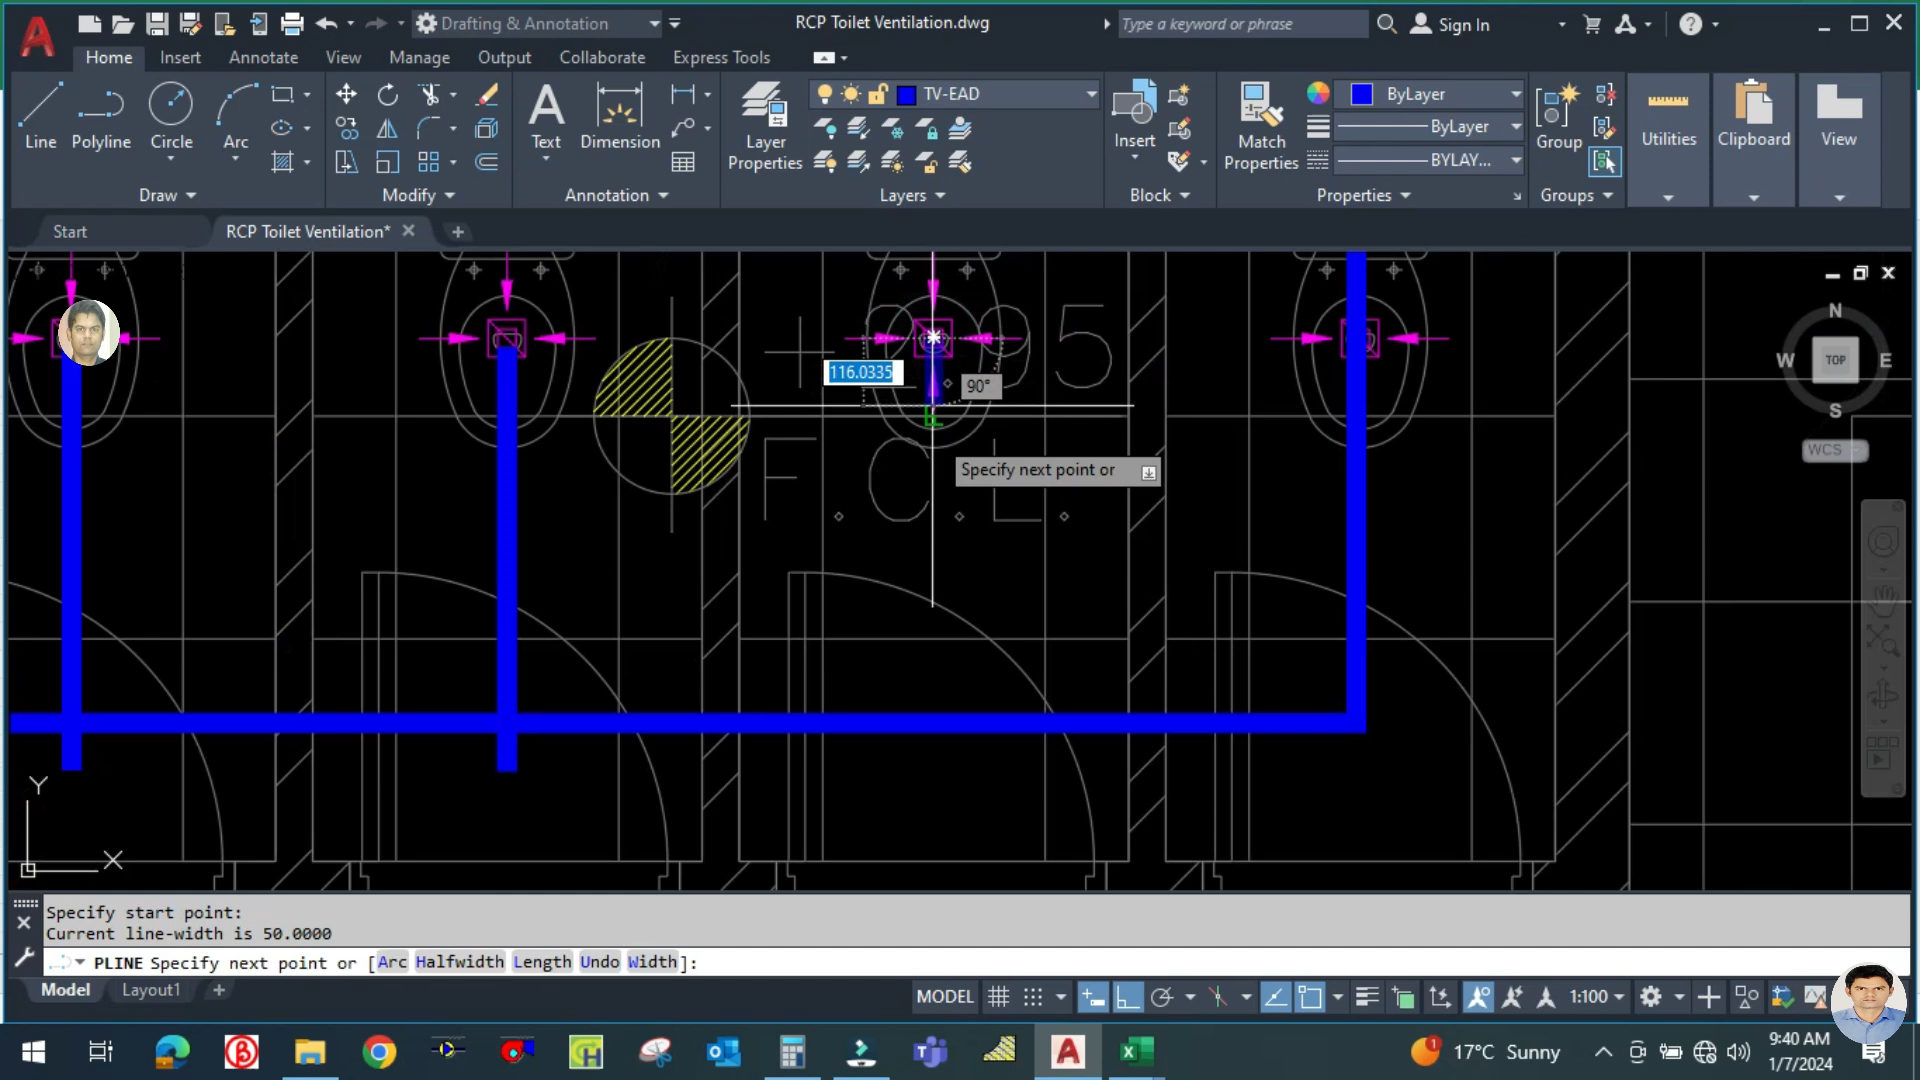 Drafting & Annotation
RCP Toilet Ventilation.dwg
Type a keyword or phrase
Sign In
Home
Insert
Annotate
View
Manage
Output
Collaborate
Express Tools
Line
Polyline
Circle
Arc
Text
Dimension
Layer
Properties
TV-EAD
Insert
Match
Properties
ByLayer
ByLayer
BYLAY...
Group
Utilities
Clipboard
View
Draw
Modify
Annotation
Layers
Block
Properties
Groups
Start
RCP Toilet Ventilation*
N
W
TOP
E
S
WCS
116.0335
90°
5
F.C.L.
Specify next point or
Y
X
Specify start point:
Current line-width is 50.0000
PLINE Specify next point or [Arc Halfwidth Length Undo Width]:
Model
Layout1
MODEL
1:100
17°C Sunny
9:40 AM
1/7/2024